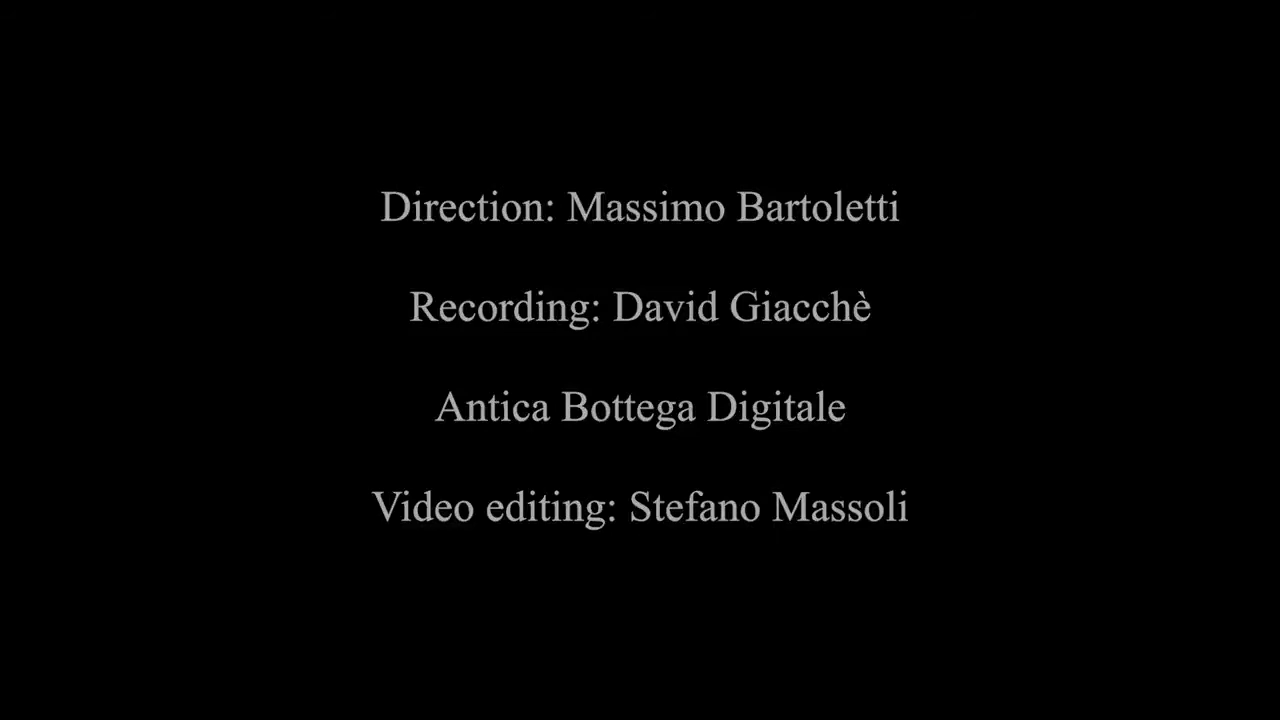 Direction: Massimo Bartoletti
Recording: David Giacchè
Antica Bottega Digitale
Video editing: Stefano Massoli